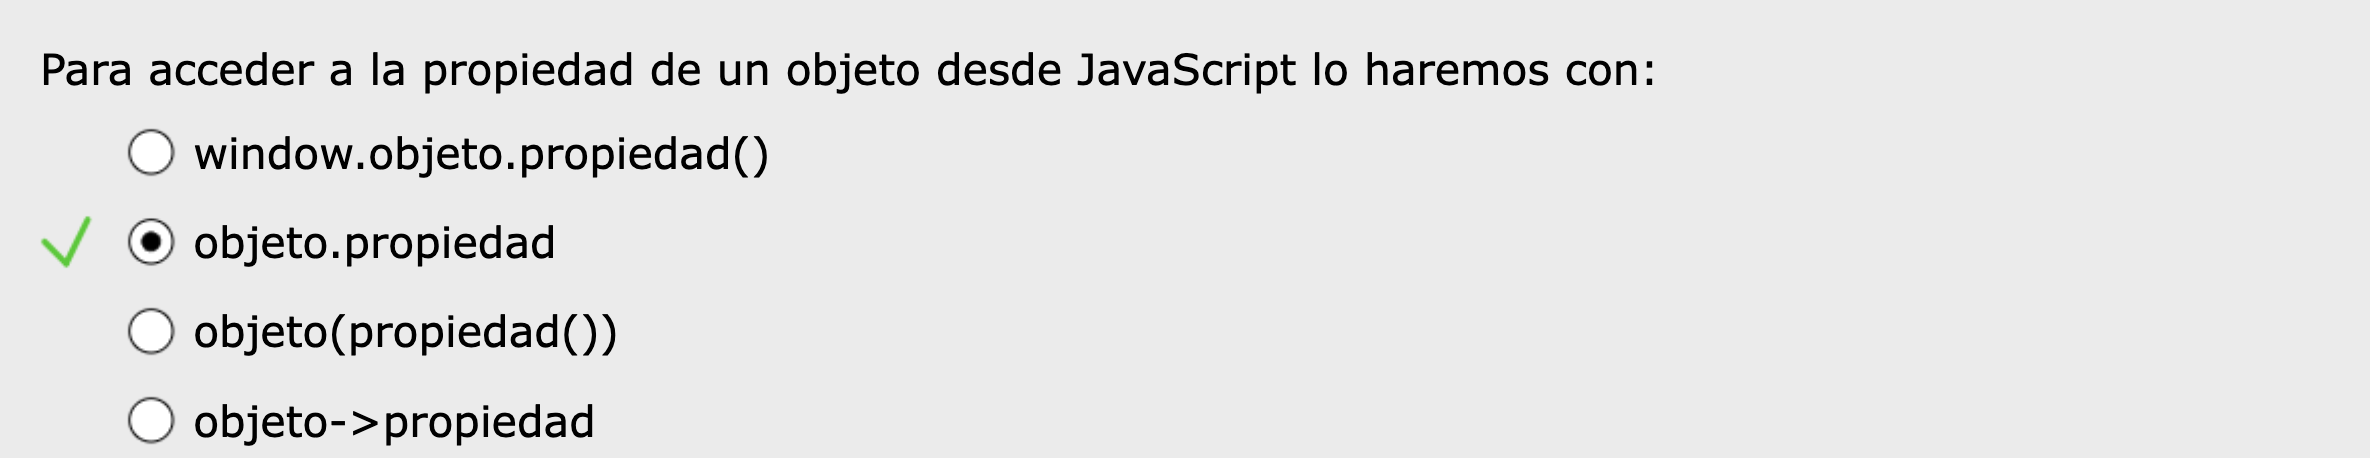 Para acceder a la propiedad de un objeto desde JavaScript lo haremos con:
window.objeto.propiedad()
objeto.propiedad
objeto(propiedad())
objeto->propiedad